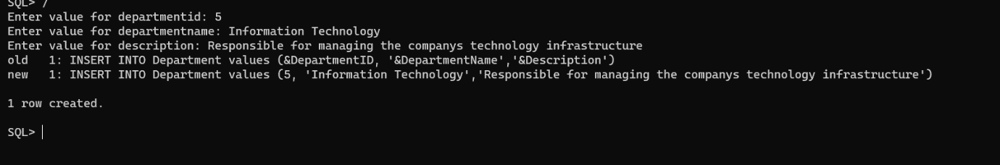 SQL> /
Enter value for departmentid: 5
Enter value for departmentname: Information Technology
Enter value for description: Responsible for managing the companys technology infrastructure
old   1: INSERT INTO Department values (&DepartmentID, '&DepartmentName','&Description')
new   1: INSERT INTO Department values (5, 'Information Technology','Responsible for managing the companys technology infrastructure')
1 row created.
SQL>